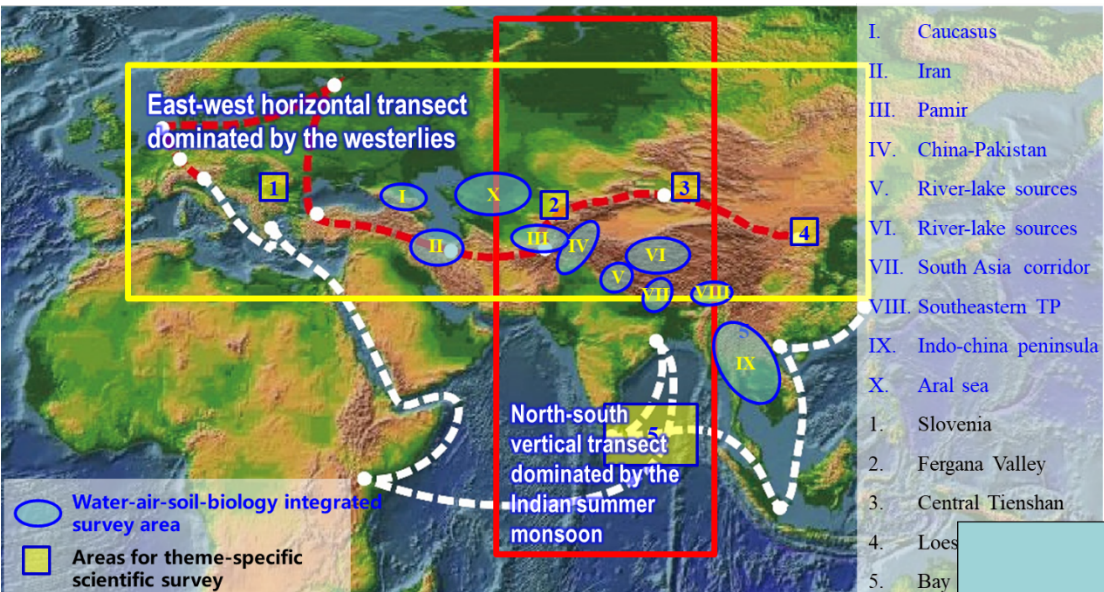 East-west horizontal transect
dominated by the westerlies
1
I
X
2
3
4
II
III
IV
VI
V
VII
VIII
5
IX
North-south
vertical transect
dominated by the
Indian summer
monsoon
5
Water-air-soil-biology integrated
survey area
Areas for theme-specific
scientific survey
I. Caucasus
II. Iran
III. Pamir
IV. China-Pakistan
V. River-lake sources
VI. River-lake sources
VII. South Asia corridor
VIII. Southeastern TP
IX. Indo-china peninsula
X. Aral sea
1. Slovenia
2. Fergana Valley
3. Central Tienshan
4. Loes
5. Bay